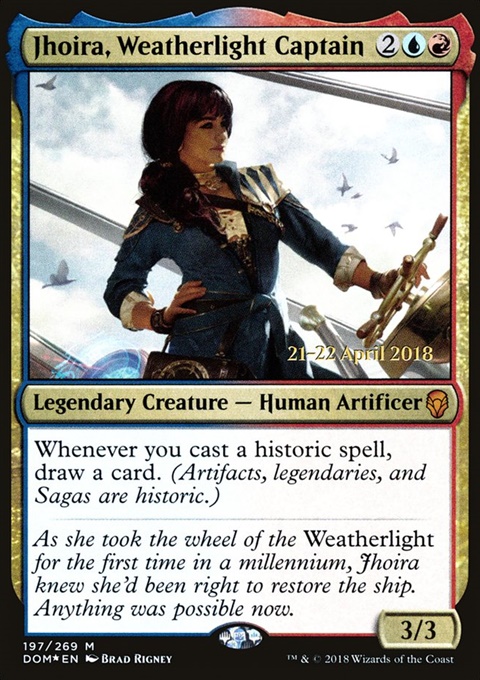 Jhoira, Weatherlight Captain 2
21–22 April 2018
Legendary Creature — Human Artificer
Whenever you cast a historic spell,
draw a card. (Artifacts, legendaries, and
Sagas are historic.)
As she took the wheel of the Weatherlight
for the first time in a millennium, Jhoira
knew she'd been right to restore the ship.
Anything was possible now.
3/3
197/269 M
DOM★EN Brad Rigney
™ & © 2018 Wizards of the Coast